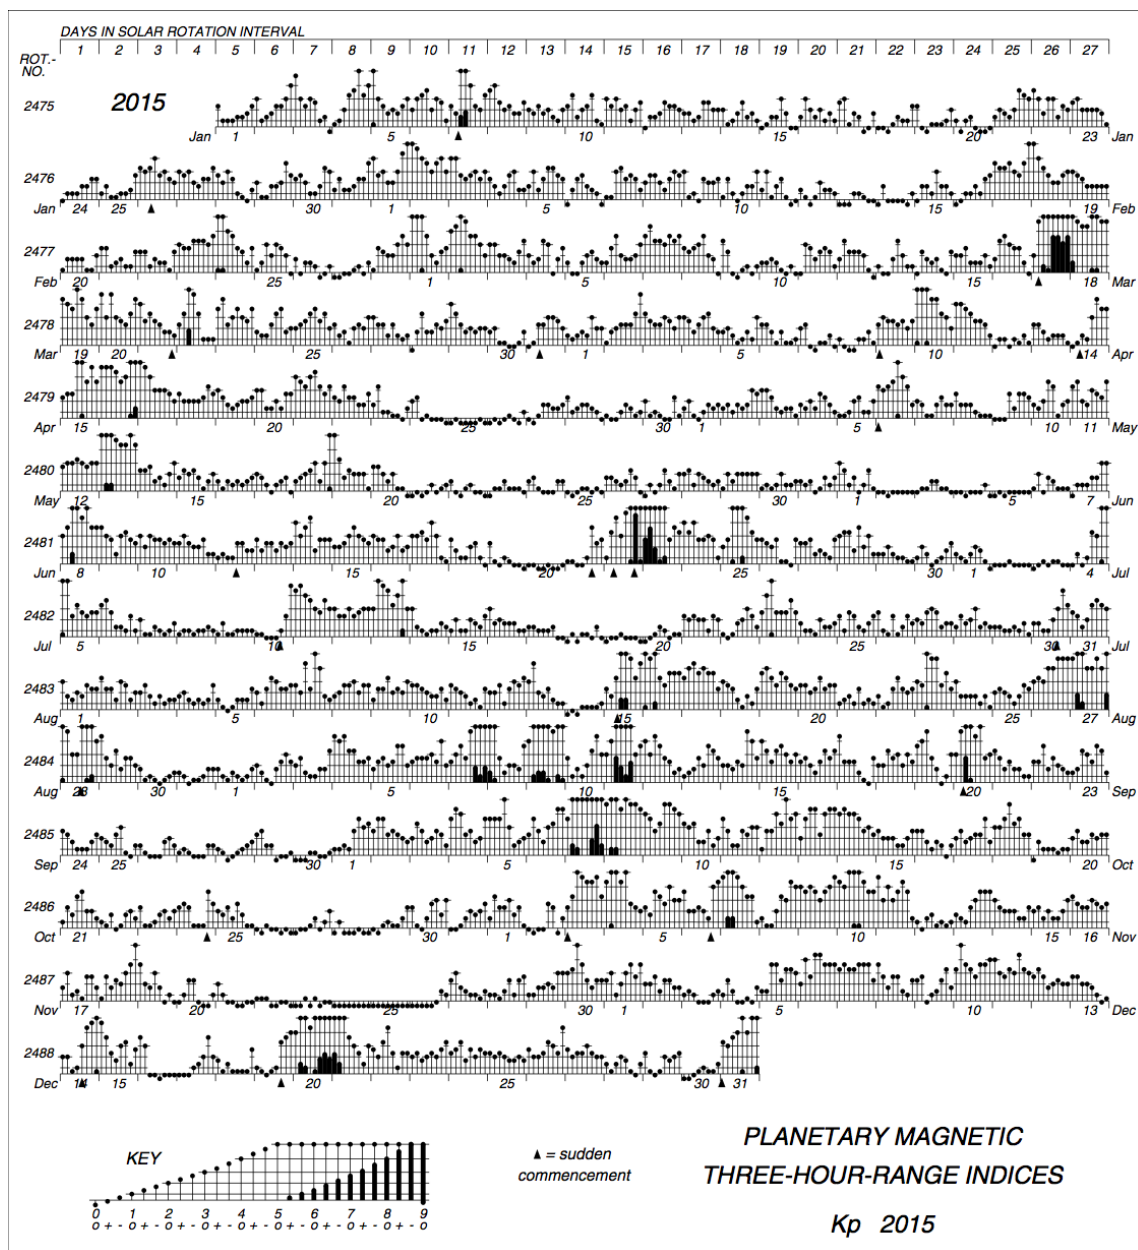 DAYS IN SOLAR ROTATION INTERVAL
1 2 3 4 5 6 7 8 9 10 11 12 13 14 15 16 17 18 19 20 21 22 23 24 25 26 27
ROT.-
NO.
2015
2475
Jan 1 5 10 15 20 23 Jan
2476
Jan 24 25 30 1 5 10 15 19 Feb
2477
Feb 20 25 1 5 10 15 18 Mar
2478
Mar 19 20 25 30 1 5 10 14 Apr
2479
Apr 15 20 25 30 1 5 10 11 May
2480
May 12 15 20 25 30 1 5 7 Jun
2481
Jun 8 10 15 20 25 30 1 4 Jul
2482
Jul 5 10 15 20 25 30 31 Jul
2483
Aug 1 5 10 15 20 25 27 Aug
2484
Aug 28 30 1 5 10 15 20 23 Sep
2485
Sep 24 25 30 1 5 10 15 20 Oct
2486
Oct 21 25 30 1 5 10 15 16 Nov
2487
Nov 17 20 25 30 1 5 10 13 Dec
2488
Dec 14 15 20 25 30 31
KEY
0 1 2 3 4 5 6 7 8 9
o + - o + - o + - o + - o + - o + - o + - o + - o + - o
▲ = sudden
commencement
PLANETARY MAGNETIC
THREE-HOUR-RANGE INDICES
Kp 2015